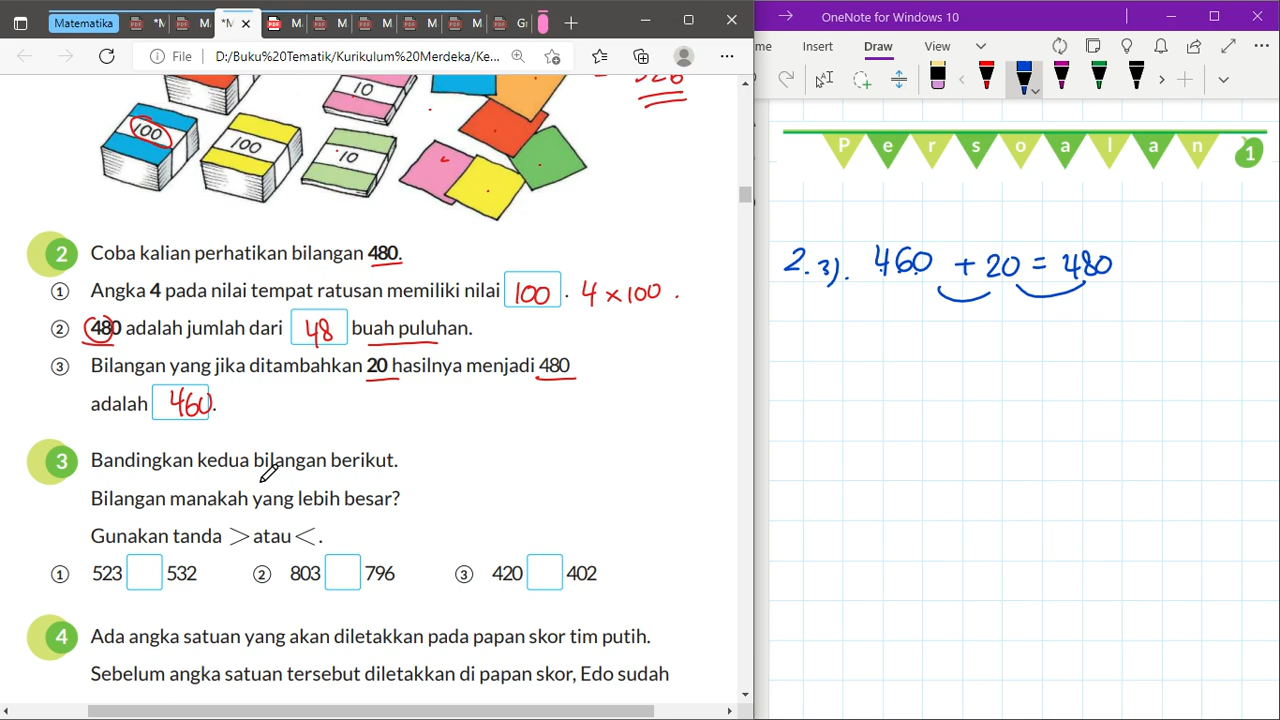 Matematika
*M
M
*M
M
M
M
M
M
Gr
OneNote for Windows 10
File
D:/Buku%20Tematik/Kurikulum%20Merdeka/Ke...
me
Insert
Draw
View
100
100
10
10
= 326
2 Coba kalian perhatikan bilangan 480.
① Angka 4 pada nilai tempat ratusan memiliki nilai 100 . 4 × 100 .
② 480 adalah jumlah dari 48 buah puluhan.
③ Bilangan yang jika ditambahkan 20 hasilnya menjadi 480
adalah 460 .
3 Bandingkan kedua bilangan berikut.
Bilangan manakah yang lebih besar?
Gunakan tanda > atau < .
① 523 532 ② 803 796 ③ 420 402
4 Ada angka satuan yang akan diletakkan pada papan skor tim putih.
Sebelum angka satuan tersebut diletakkan di papan skor, Edo sudah
Persoalan 1
2. 3). 460 + 20 = 480